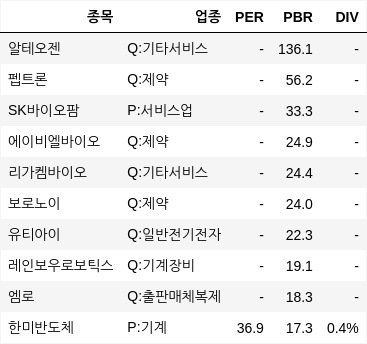 종목 업종 PER PBR DIV
알테오젠 Q:기타서비스 - 136.1 -
펩트론 Q:제약 - 56.2 -
SK바이오팜 P:서비스업 - 33.3 -
에이비엘바이오 Q:제약 - 24.9 -
리가켐바이오 Q:기타서비스 - 24.4 -
보로노이 Q:제약 - 24.0 -
유티아이 Q:일반전기전자 - 22.3 -
레인보우로보틱스 Q:기계장비 - 19.1 -
엠로 Q:출판매체복제 - 18.3 -
한미반도체 P:기계 36.9 17.3 0.4%